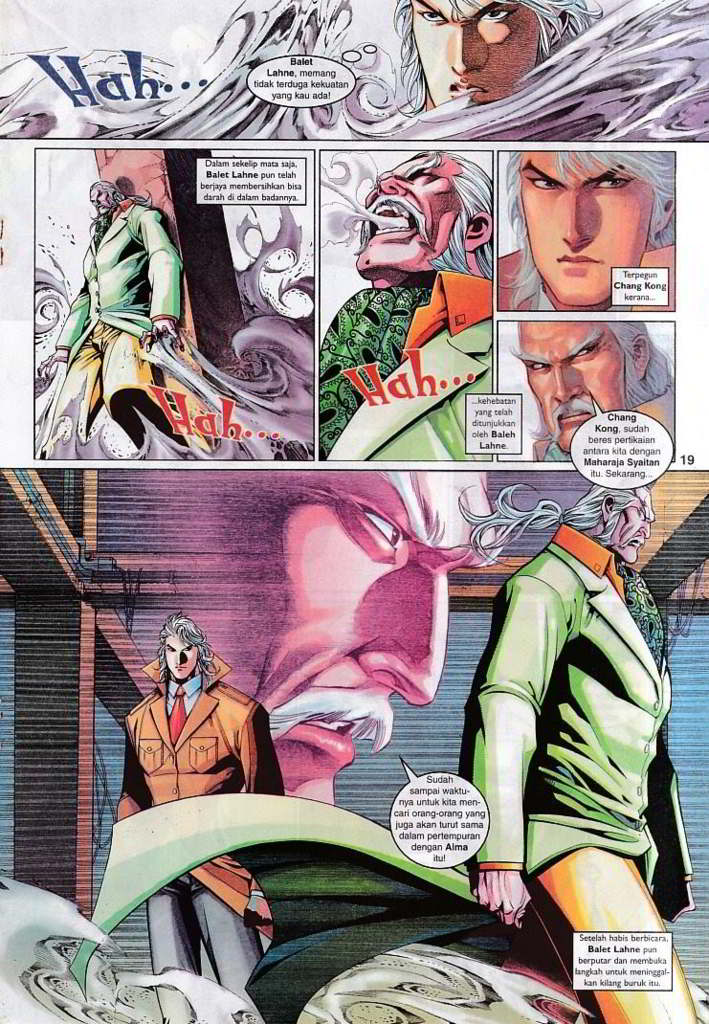 Hah...
Balet
Lahne, memang
tidak terduga kekuatan
yang kau ada!
Dalam sekelip mata saja,
Balet Lahne pun telah
berjaya membersihkan bisa
darah di dalam badannya.
Hah...
Hah...
Terpegun
Chang Kong
kerana...
...kehebatan
yang telah
ditunjukkan
oleh Baleh
Lahne.
Chang
Kong, sudah
beres pertikaian
antara kita dengan
Maharaja Syaitan
itu. Sekarang...
19
Sudah
sampai waktu-
nya untuk kita men-
cari orang-orang yang
juga akan turut sama
dalam pertempuran
dengan Alma
itu!
Setelah habis berbicara,
Balet Lahne pun
berputar dan membuka
langkah untuk meninggal-
kan kilang buruk itu.